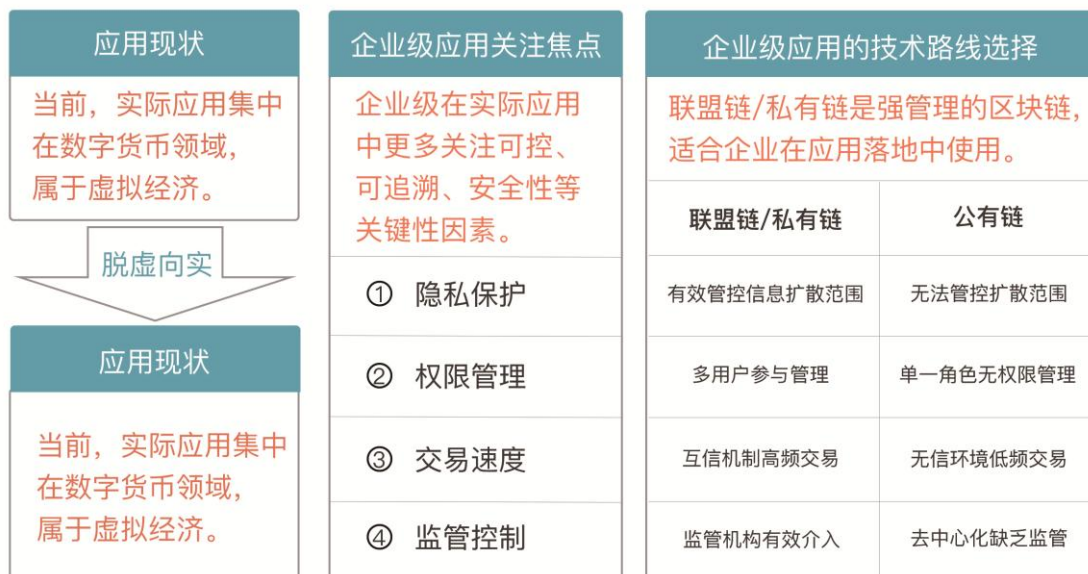 应用现状
当前，实际应用集中
在数字货币领域，
属于虚拟经济。
脱虚向实
应用现状
当前，实际应用集中
在数字货币领域，
属于虚拟经济。
企业级应用关注焦点
企业级在实际应用
中更多关注可控、
可追溯、安全性等
关键性因素。
① 隐私保护
② 权限管理
③ 交易速度
④ 监管控制
企业级应用的技术路线选择
联盟链/私有链是强管理的区块链，
适合企业在应用落地中使用。
联盟链/私有链 公有链
有效管控信息扩散范围 无法管控扩散范围
多用户参与管理 单一角色无权限管理
互信机制高频交易 无信环境低频交易
监管机构有效介入 去中心化缺乏监管